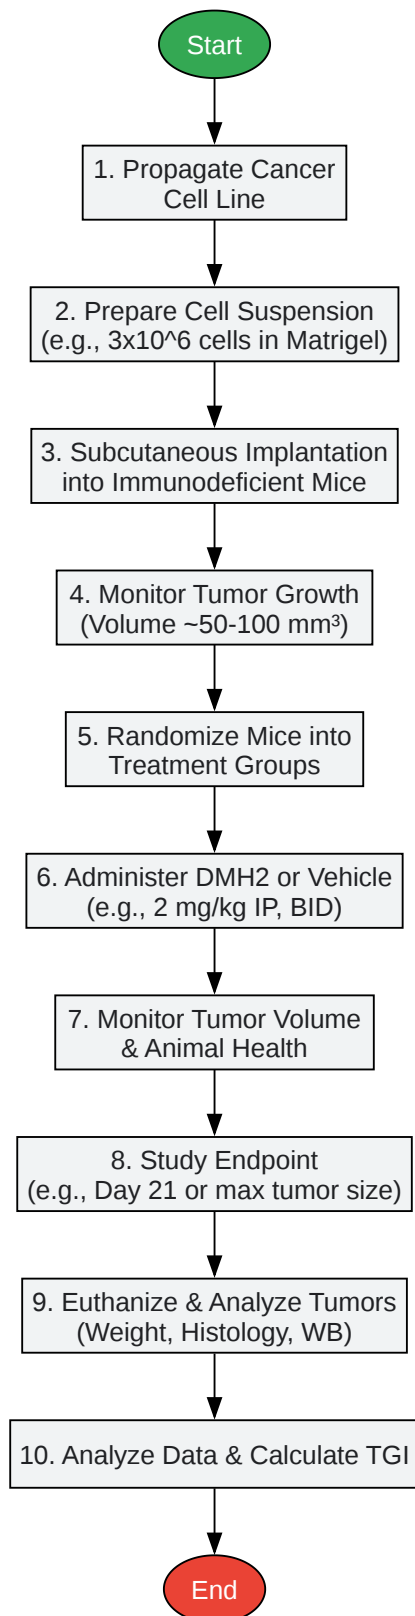 Start
1. Propagate Cancer
Cell Line
2. Prepare Cell Suspension
(e.g., 3x10^6 cells in Matrigel)
3. Subcutaneous Implantation
into Immunodeficient Mice
4. Monitor Tumor Growth
(Volume ~50-100 mm³)
5. Randomize Mice into
Treatment Groups
6. Administer DMH2 or Vehicle
(e.g., 2 mg/kg IP, BID)
7. Monitor Tumor Volume
& Animal Health
8. Study Endpoint
(e.g., Day 21 or max tumor size)
9. Euthanize & Analyze Tumors
(Weight, Histology, WB)
10. Analyze Data & Calculate TGI
End